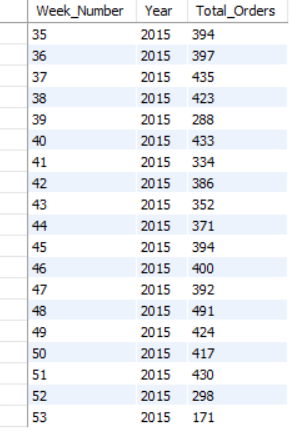 Week_Number Year Total_Orders
35 2015 394
36 2015 397
37 2015 435
38 2015 423
39 2015 288
40 2015 433
41 2015 334
42 2015 386
43 2015 352
44 2015 371
45 2015 394
46 2015 400
47 2015 392
48 2015 491
49 2015 424
50 2015 417
51 2015 430
52 2015 298
53 2015 171